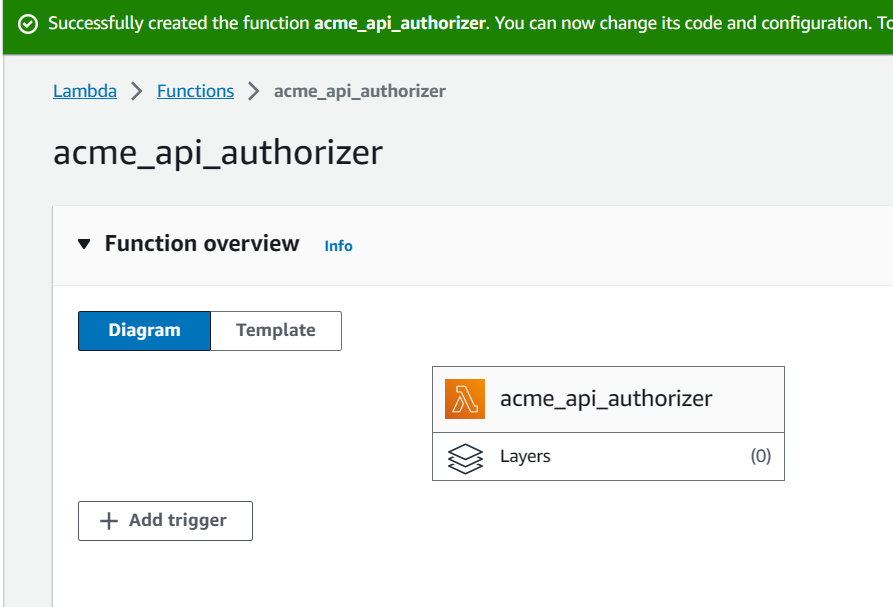 Successfully created the function acme_api_authorizer. You can now change its code and configuration. To
Lambda > Functions > acme_api_authorizer
acme_api_authorizer
Function overview Info
Diagram Template
acme_api_authorizer
Layers (0)
Add trigger